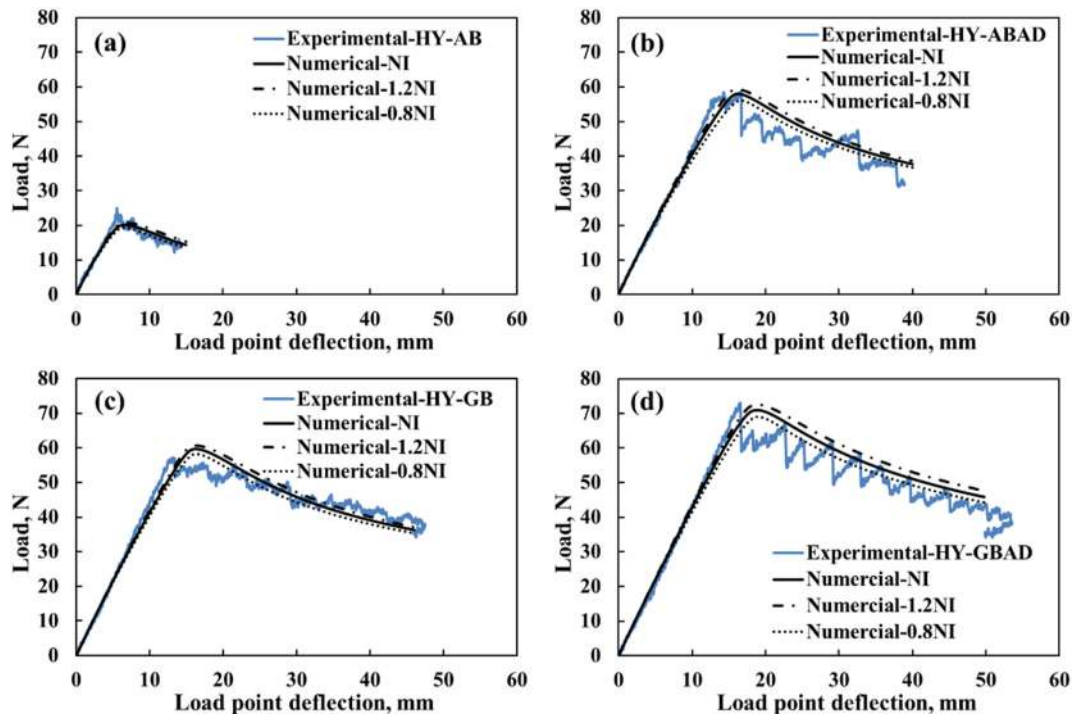 (a)
Experimental-HY-AB
Numerical-NI
Numerical-1.2NI
Numerical-0.8NI
80
70
60
50
40
30
20
10
0
Load, N
0 10 20 30 40 50 60
Load point deflection, mm
(b)
Experimental-HY-ABAD
Numerical-NI
Numerical-1.2NI
Numerical-0.8NI
80
70
60
50
40
30
20
10
0
Load, N
0 10 20 30 40 50 60
Load point deflection, mm
(c)
Experimental-HY-GB
Numerical-NI
Numerical-1.2NI
Numerical-0.8NI
80
70
60
50
40
30
20
10
0
Load, N
0 10 20 30 40 50 60
Load point deflection, mm
(d)
80
70
60
50
40
30
20
10
0
Load, N
Experimental-HY-GBAD
Numercial-NI
Numercial-1.2NI
Numercial-0.8NI
0 10 20 30 40 50 60
Load point deflection, mm